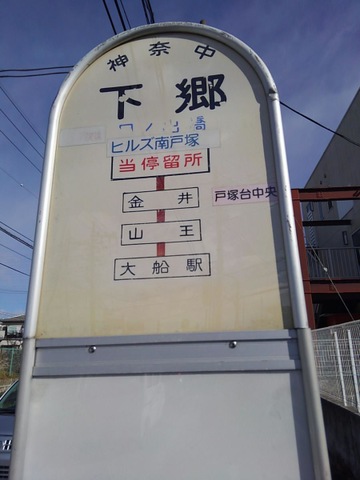 神奈中
下郷
ヒルズ南戸塚
当停留所
金井 戸塚台中央
山王
大船駅